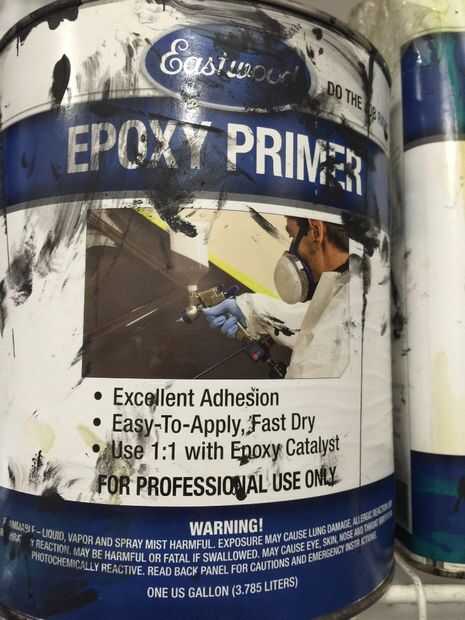 Eastwood
DO THE JOB
EPOXY PRIMER
• Excellent Adhesion
• Easy-To-Apply, Fast Dry
• Use 1:1 with Epoxy Catalyst
FOR PROFESSIONAL USE ONLY
WARNING!
– LIQUID, VAPOR AND SPRAY MIST HARMFUL. EXPOSURE MAY CAUSE LUNG DAMAGE, ALLERGIC REACTION
REACTION. MAY BE HARMFUL OR FATAL IF SWALLOWED. MAY CAUSE EYE, SKIN, NOSE AND THROAT
PHOTOCHEMICALLY REACTIVE. READ BACK PANEL FOR CAUTIONS AND EMERGENCY INSTRUCTIONS.
ONE US GALLON (3.785 LITERS)